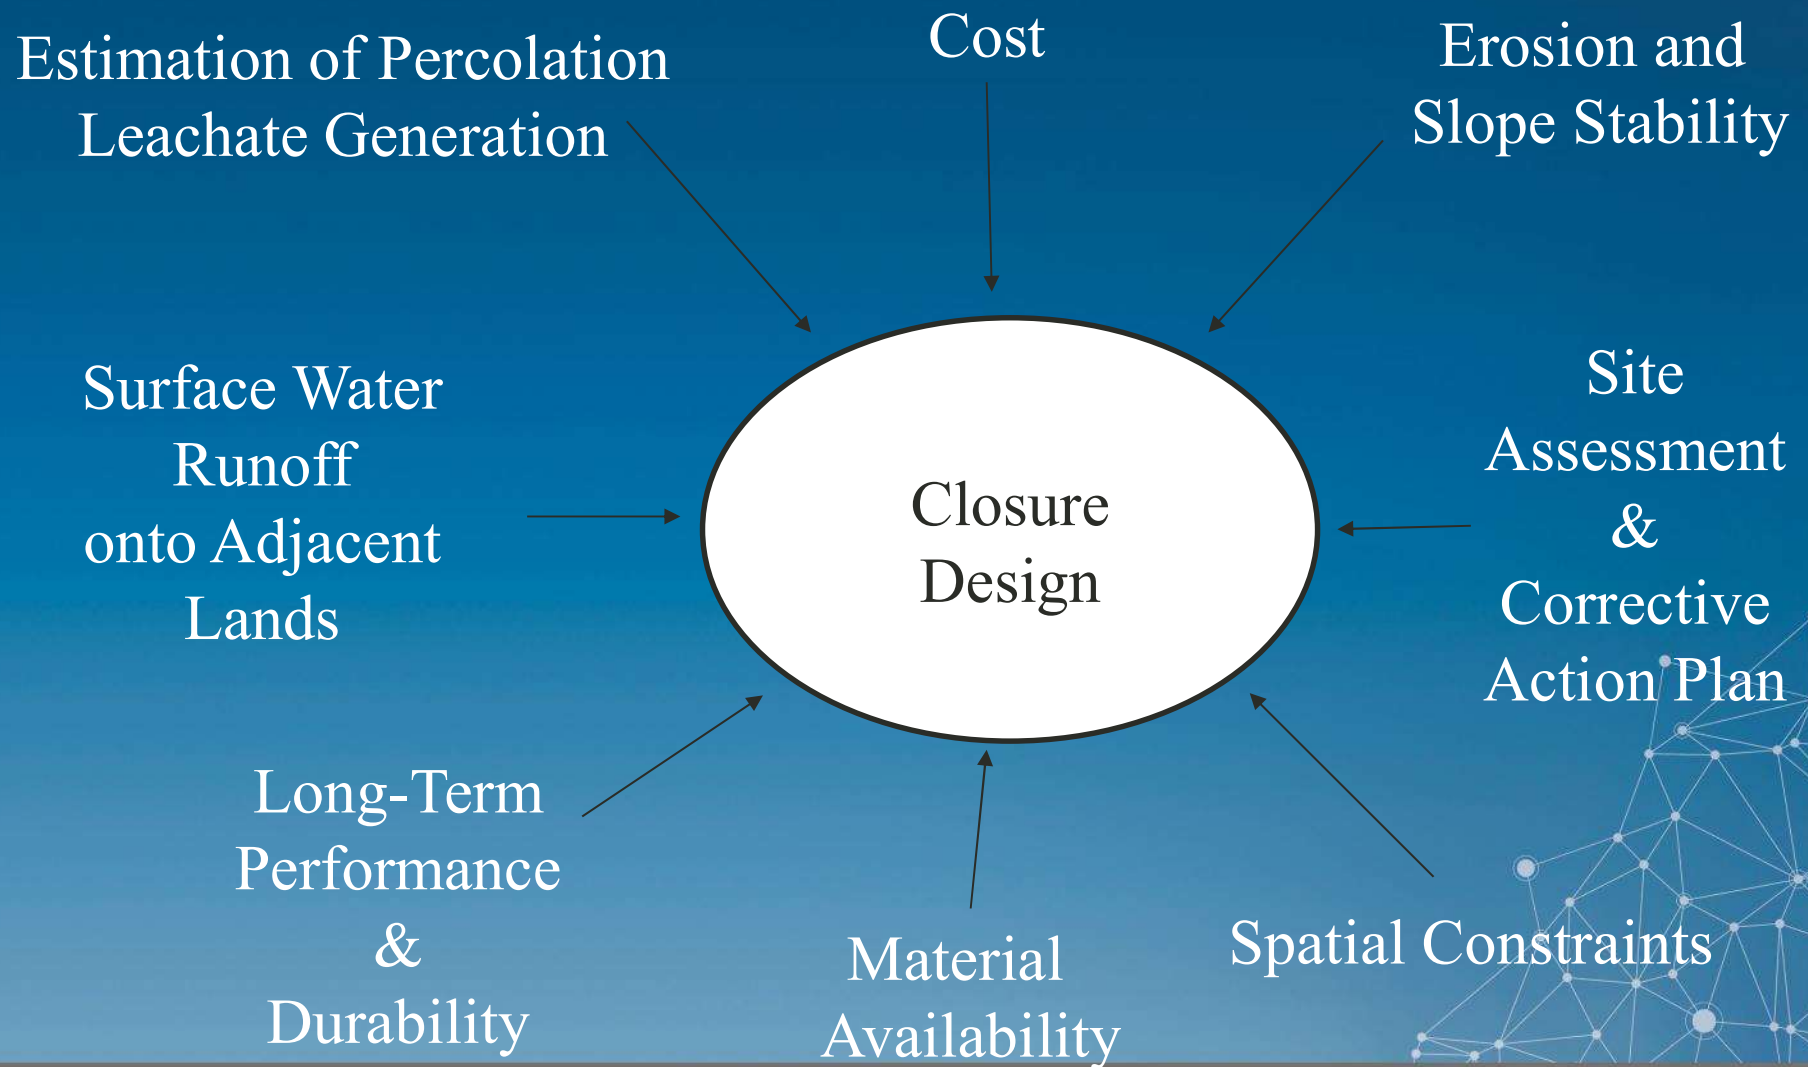 Estimation of Percolation
Leachate Generation
Cost
Erosion and
Slope Stability
Surface Water
Runoff
onto Adjacent
Lands
Closure
Design
Site
Assessment
&
Corrective
Action Plan
Long-Term
Performance
&
Durability
Material
Availability
Spatial Constraints